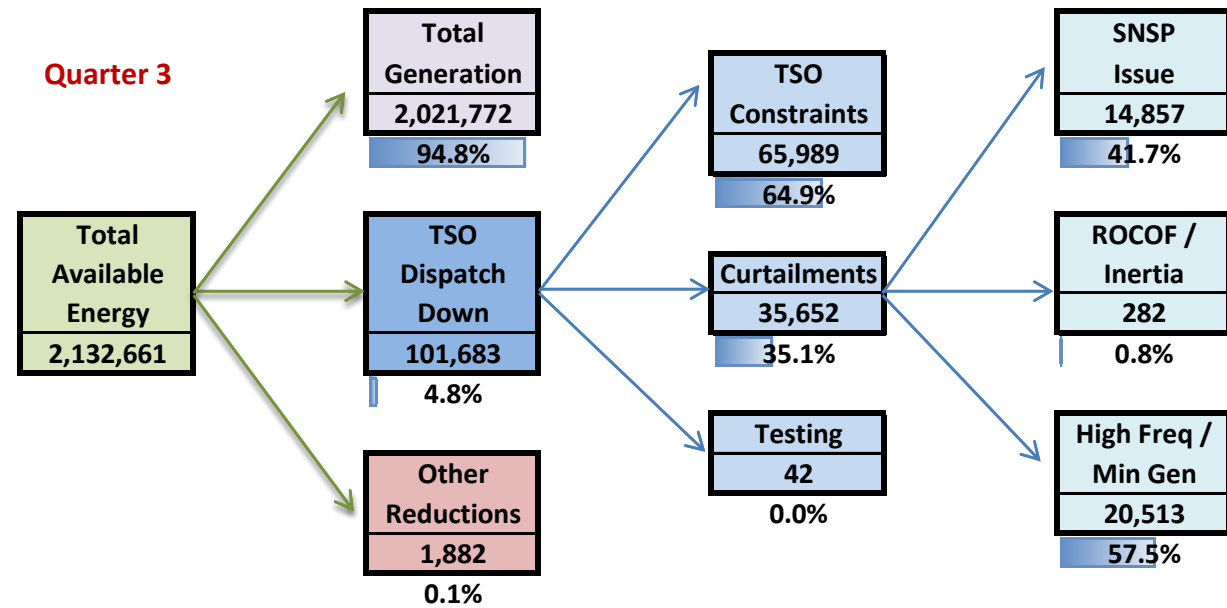 Quarter 3
Total
Available
Energy
2,132,661
Total
Generation
2,021,772
94.8%
TSO
Dispatch
Down
101,683
4.8%
Other
Reductions
1,882
0.1%
TSO
Constraints
65,989
64.9%
Curtailments
35,652
35.1%
Testing
42
0.0%
SNSP
Issue
14,857
41.7%
ROCOF /
Inertia
282
0.8%
High Freq /
Min Gen
20,513
57.5%